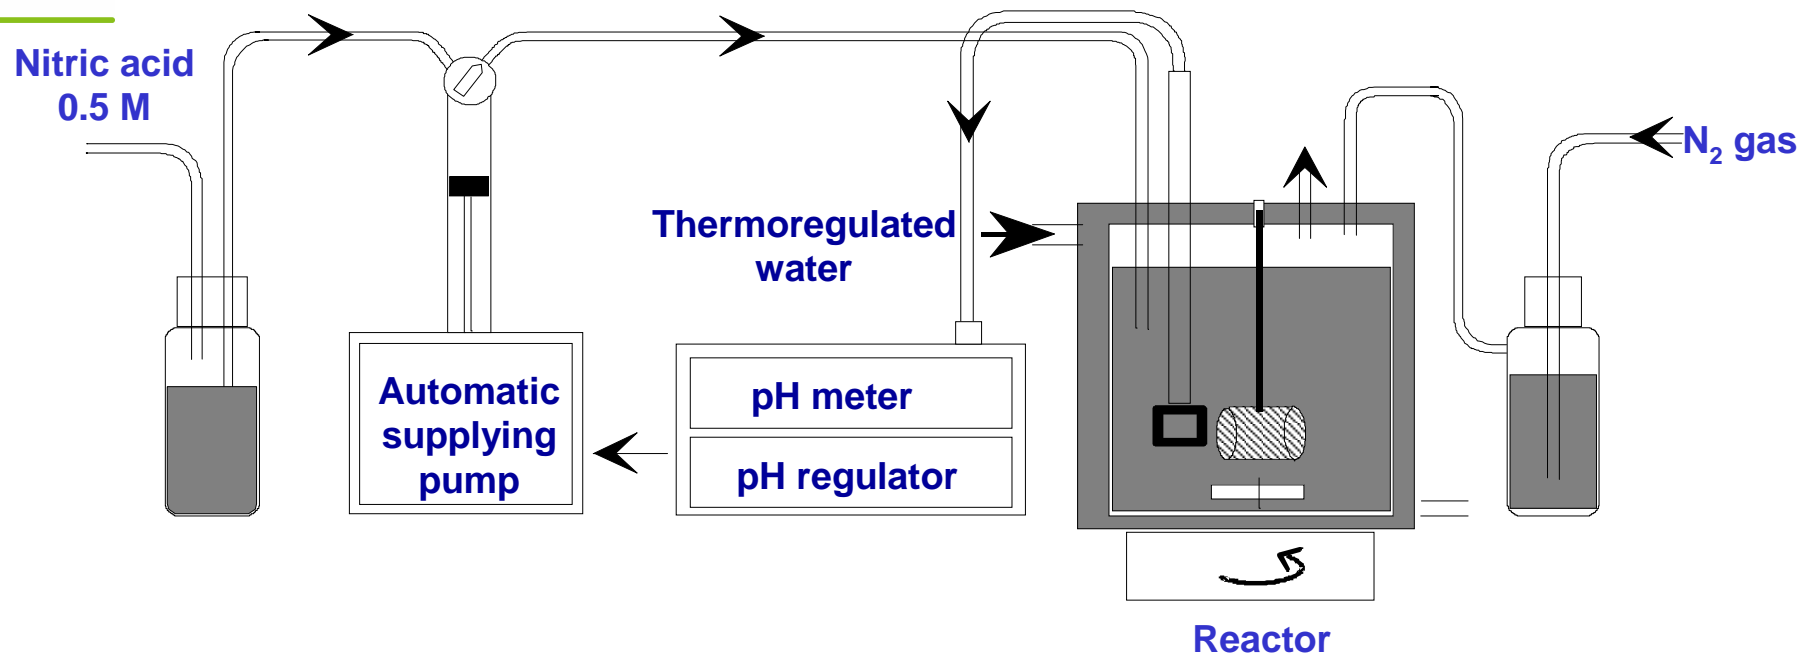 Nitric acid
0.5 M
N₂ gas
Thermoregulated
water
Automatic
supplying
pump
pH meter
pH regulator
Reactor